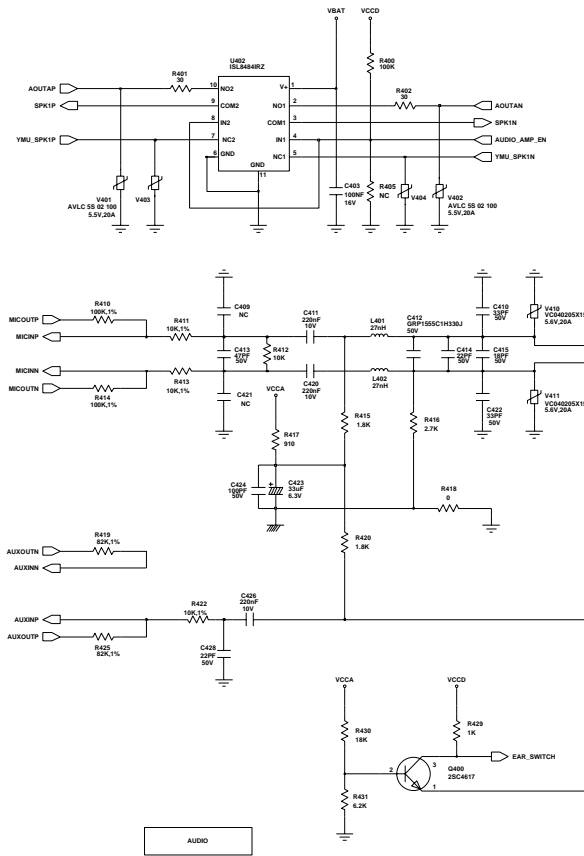 VBAT VCCD
U402
ISL8484IRZ
R400
100K
R401
30
R402
30
AOUTAP
10 NO2 V+ 1
SPK1P
9 COM2 NO1 2
AOUTAN
8 IN2 COM1 3
SPK1N
YMU_SPK1P
7 NC2 IN1 4
AUDIO_AMP_EN
6 GND NC1 5
YMU_SPK1N
GND
11
V401
AVLC 5S 02 100
5.5V,20A
V403
C403
100NF
16V
R405
NC
V404
V402
AVLC 5S 02 100
5.5V,20A
R410
100K,1%
MICOUTP
R411
10K,1%
MICINP
C409
NC
C411
220nF
10V
L401
27nH
C412
GRP1555C1H330J
50V
C410
33PF
50V
V410
VC040205X15
5.6V,20A
C413
47PF
50V
R412
10K
C414
22PF
50V
C415
18PF
50V
MICINN
R413
10K,1%
MICOUTN
R414
100K,1%
C421
NC
C420
220nF
10V
L402
27nH
C422
33PF
50V
V411
VC040205X15
5.6V,20A
VCCA
R417
910
R415
1.8K
R416
2.7K
C424
100PF
50V
+
C423
33uF
6.3V
R418
0
R420
1.8K
AUXOUTN
R419
82K,1%
AUXINN
AUXINP
R422
10K,1%
C426
220nF
10V
AUXOUTP
R425
82K,1%
C428
22PF
50V
VCCA VCCD
R430
18K
R429
1K
EAR_SWITCH
2 3
Q400
2SC4617
1
R431
6.2K
AUDIO